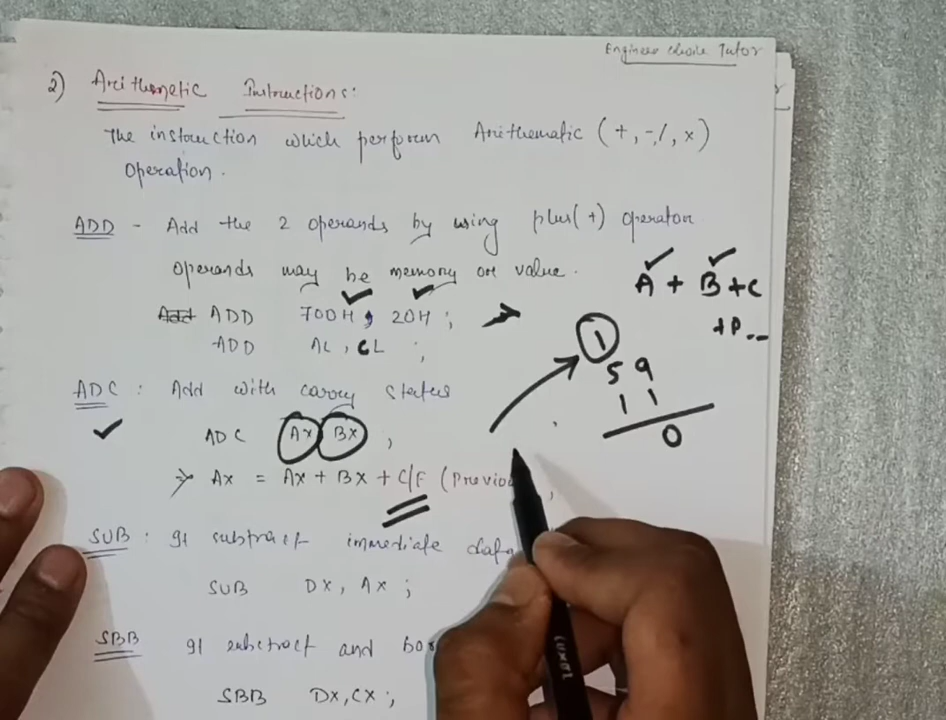 Engineer choice Tutor
2) Arithmetic Instructions:
The instruction which perform Arithematic (+, -, /, x)
operation.
ADD - Add the 2 operands by using plus(+) operator
operands may be memory or value.
A + B + C
+ D --
Add ADD 700H, 20H ;
ADD AL, CL ;
1
59
11
0
ADC : Add with carry status
ADC Ax Bx ,
⇒ Ax = Ax + Bx + C/F (Previou
SUB : It subtract immediate data
SUB Dx, Ax ;
SBB It subtract and bo
SBB Dx, Cx ;